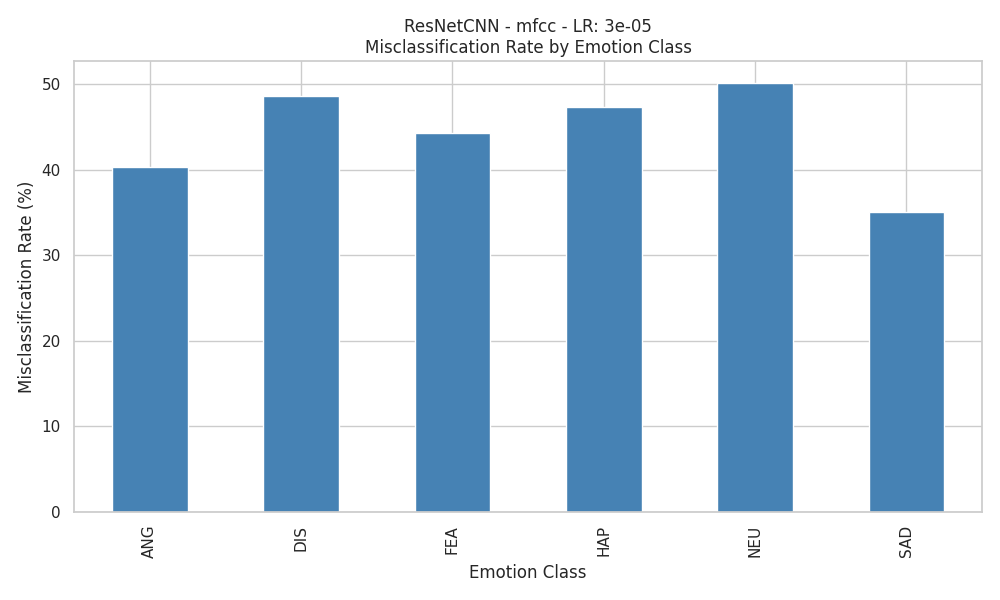 ResNetCNN - mfcc - LR: 3e-05
Misclassification Rate by Emotion Class
Misclassification Rate (%)
50
40
30
20
10
0
ANG
DIS
FEA
HAP
NEU
SAD
Emotion Class